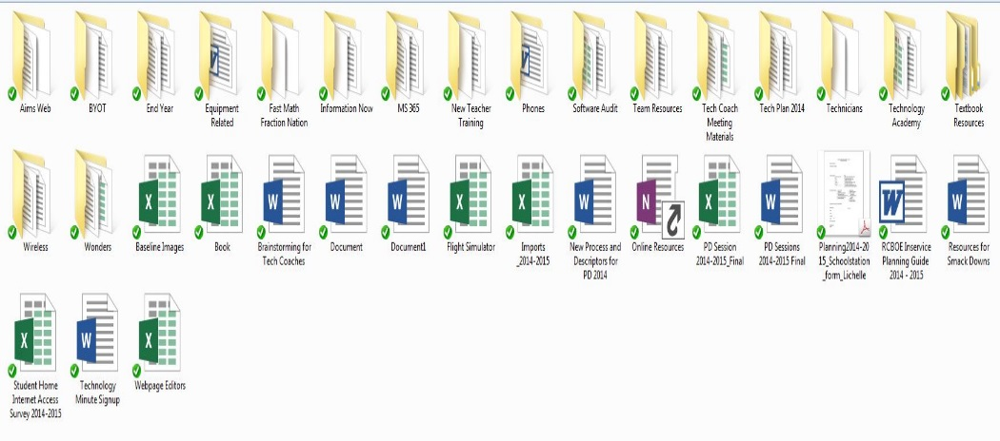 Aims Web
BYOT
End Year
Equipment
Related
Fast Math
Fraction Nation
Information Now
MS 365
New Teacher
Training
Phones
Software Audit
Team Resources
Tech Coach
Meeting
Materials
Tech Plan 2014
Technicians
Technology
Academy
Textbook
Resources
Wireless
Wonders
X
Baseline Images
X
Book
W
Brainstorming for
Tech Coaches
W
Document
W
Document1
X
Flight Simulator
X
Imports
_2014-2015
W
New Process and
Descriptors for
PD 2014
N
Online Resources
X
PD Session
2014-2015_Final
W
PD Sessions
2014-2015 Final
Planning2014-20
15_Schoolstation
_form_Lichelle
W
RCBOE Inservice
Planning Guide
2014 - 2015
W
Resources for
Smack Downs
X
Student Home
Internet Access
Survey 2014-2015
W
Technology
Minute Signup
X
Webpage Editors